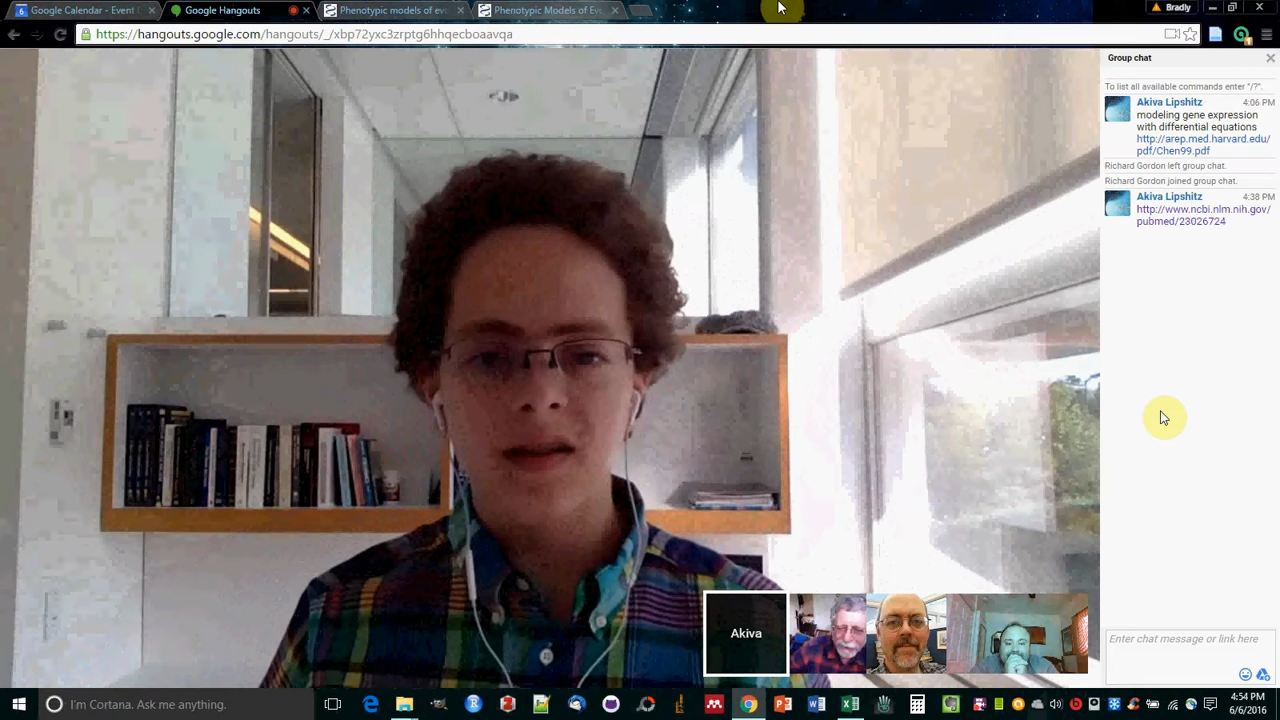 Google Calendar - Event D
Google Hangouts
Phenotypic models of evo
Phenotypic Models of Evo
Bradly
https://hangouts.google.com/hangouts/_/xbp72yxc3zrptg6hhqecboaavqa
Group chat
To list all available commands enter "/?".
Akiva Lipshitz 4:06 PM
modeling gene expression
with differential equations
http://arep.med.harvard.edu/
pdf/Chen99.pdf
Richard Gordon left group chat.
Richard Gordon joined group chat.
Akiva Lipshitz 4:38 PM
http://www.ncbi.nlm.nih.gov/
pubmed/23026724
Akiva
Enter chat message or link here
I'm Cortana. Ask me anything.
4:54 PM
6/6/2016